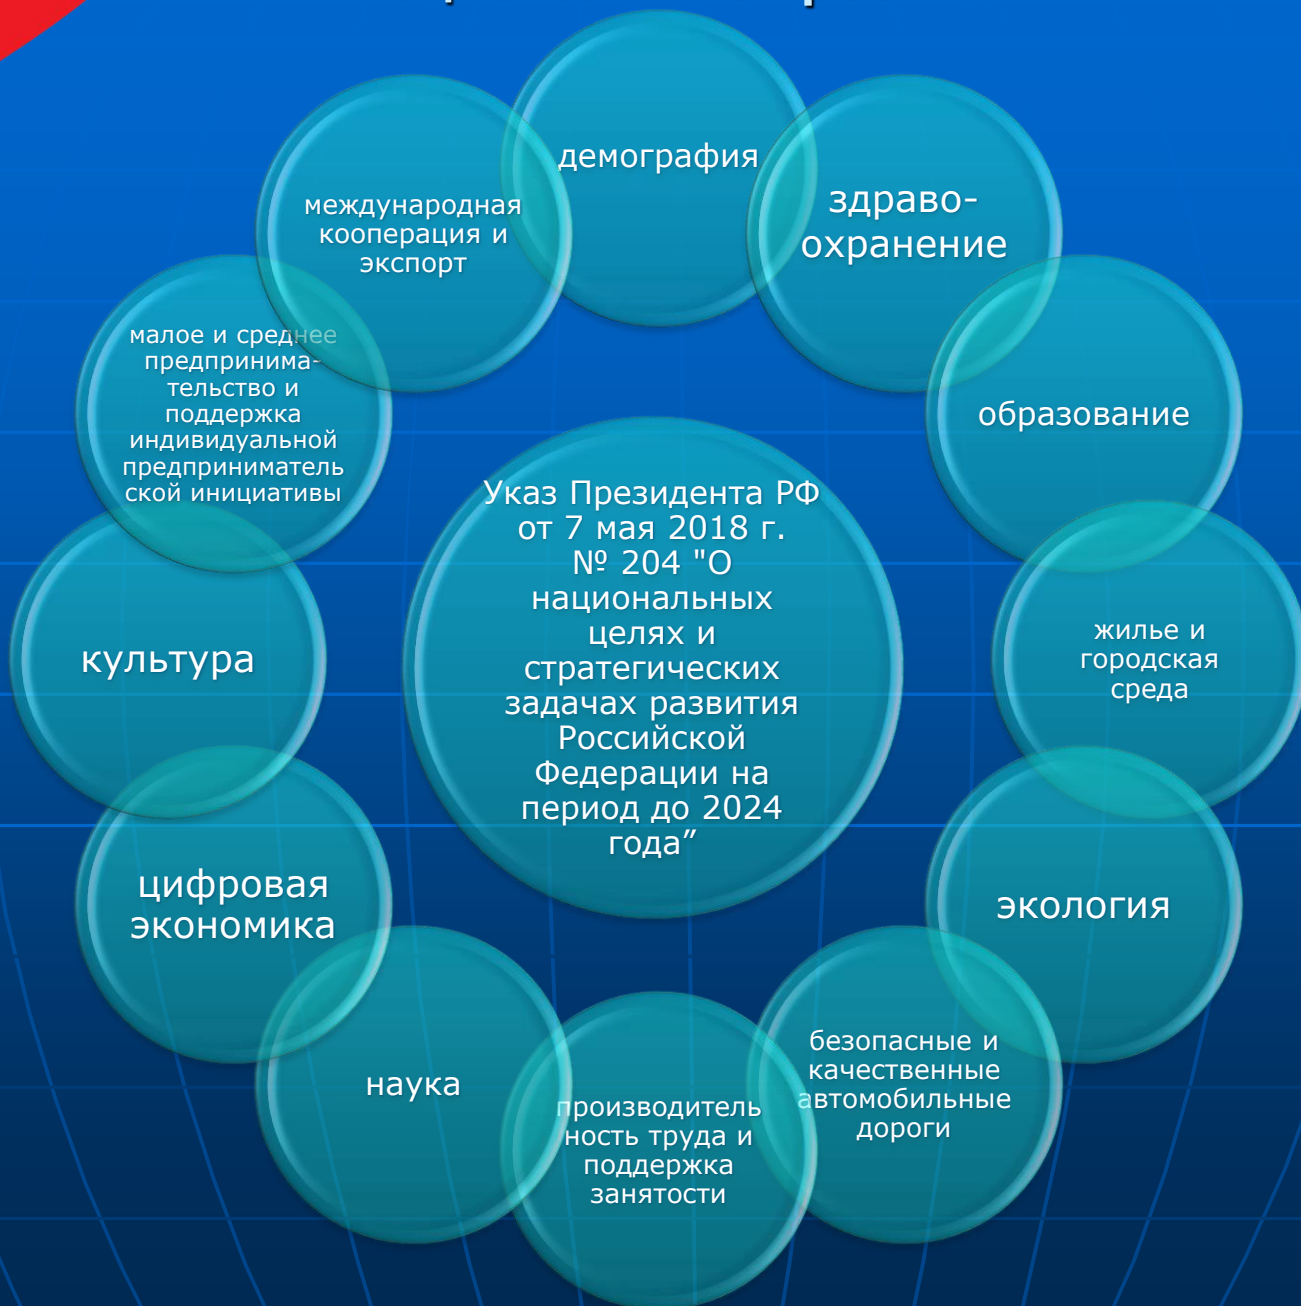 демография
здраво-
охранение
образование
жилье и
городская
среда
экология
безопасные и
качественные
автомобильные
дороги
производитель
ность труда и
поддержка
занятости
наука
цифровая
экономика
культура
малое и среднее
предпринима-
тельство и
поддержка
индивидуальной
предприниматель
ской инициативы
международная
кооперация и
экспорт
Указ Президента РФ
от 7 мая 2018 г.
№ 204 "О
национальных
целях и
стратегических
задачах развития
Российской
Федерации на
период до 2024
года”